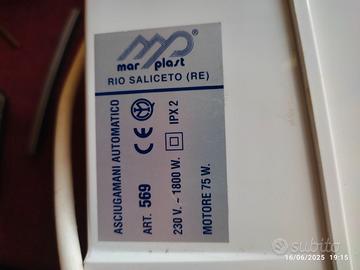 mar plast
RIO SALICETO (RE)
ASCIUGAMANI AUTOMATICO
ART. 569
230 V. ~ 1800 W. IPX 2
MOTORE 75 W.
subito
16/06/2025 19:15